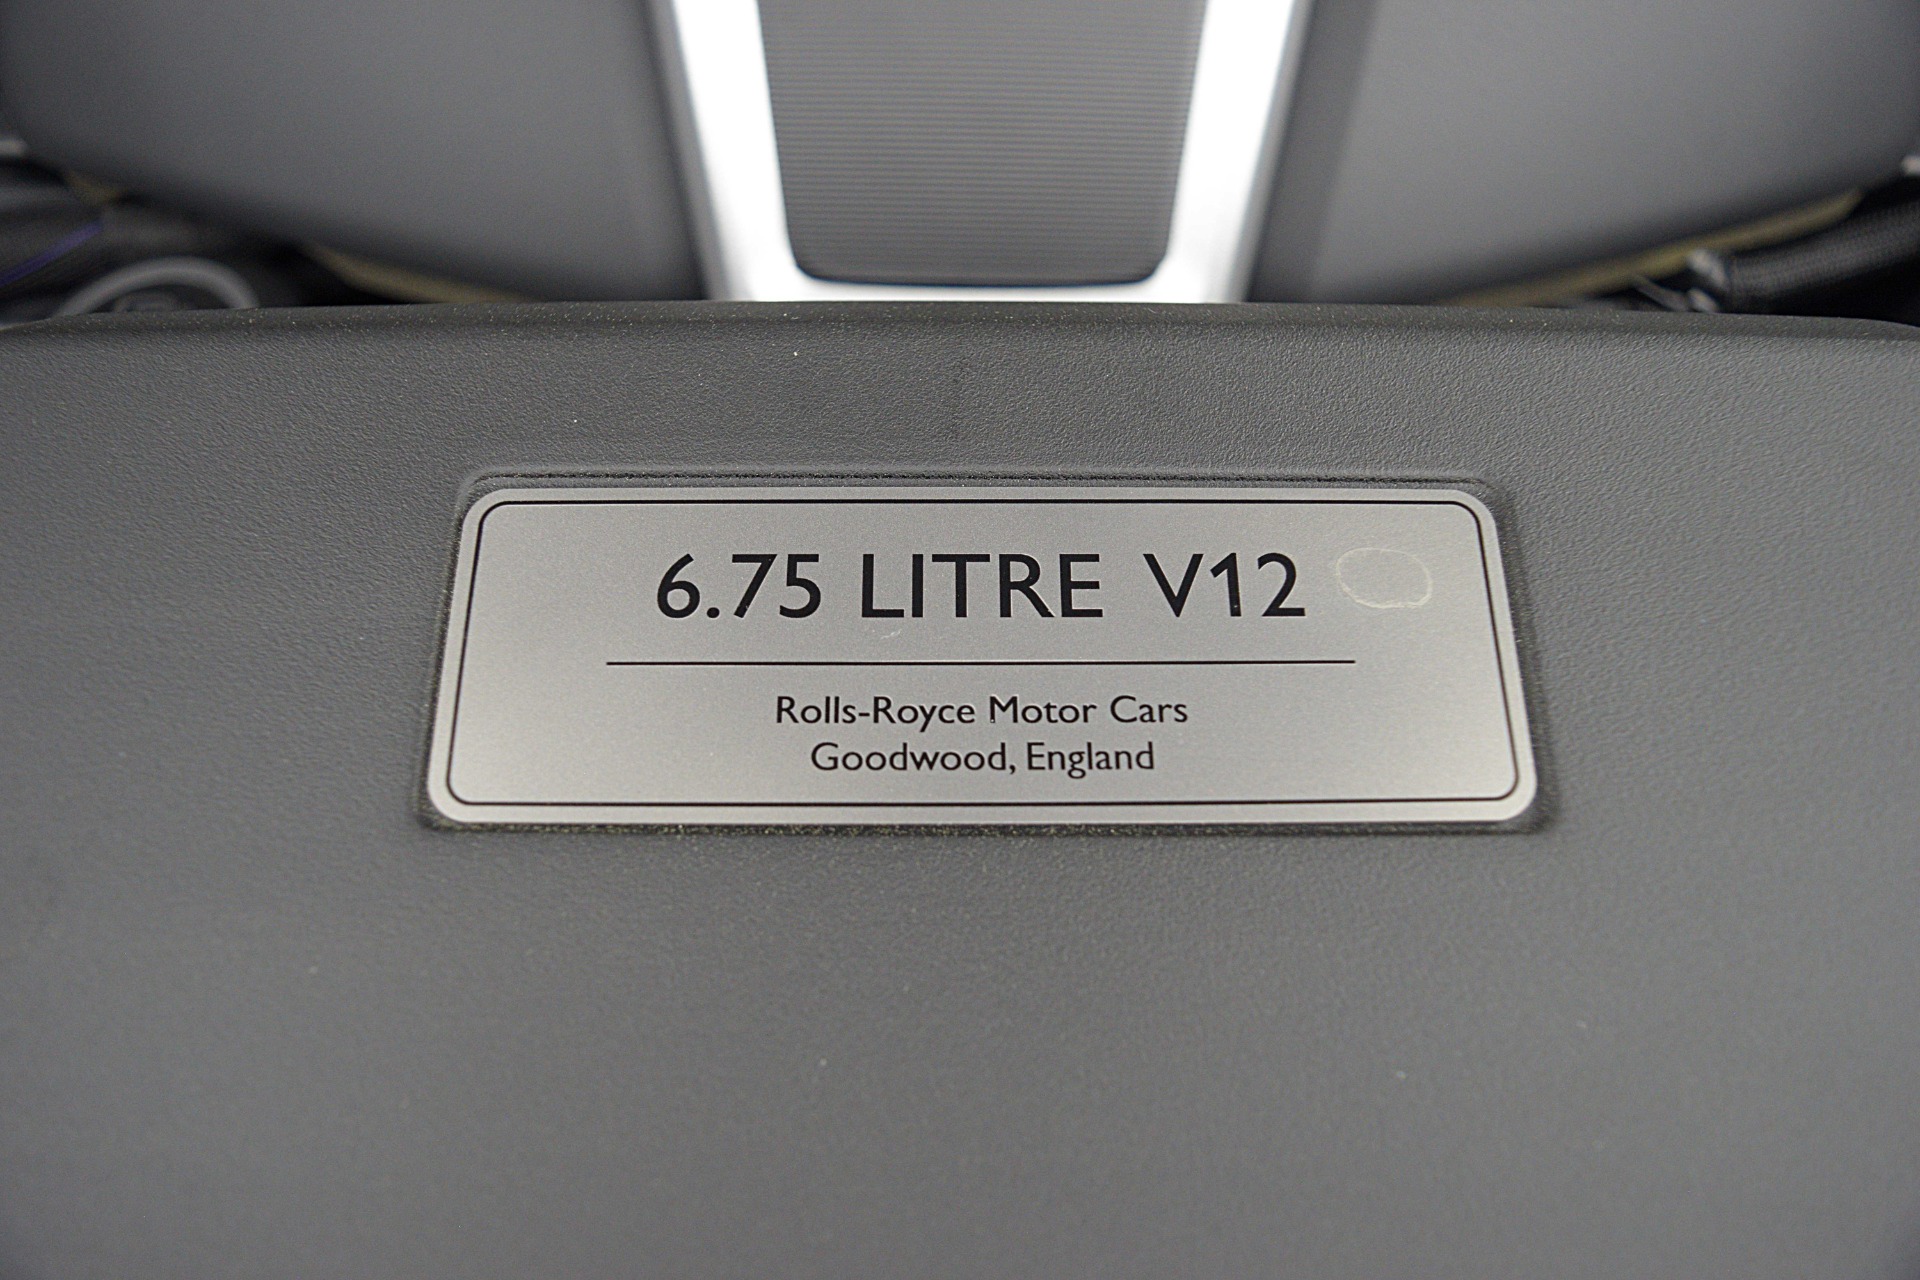 6.75 LITRE V12
Rolls-Royce Motor Cars
Goodwood, England